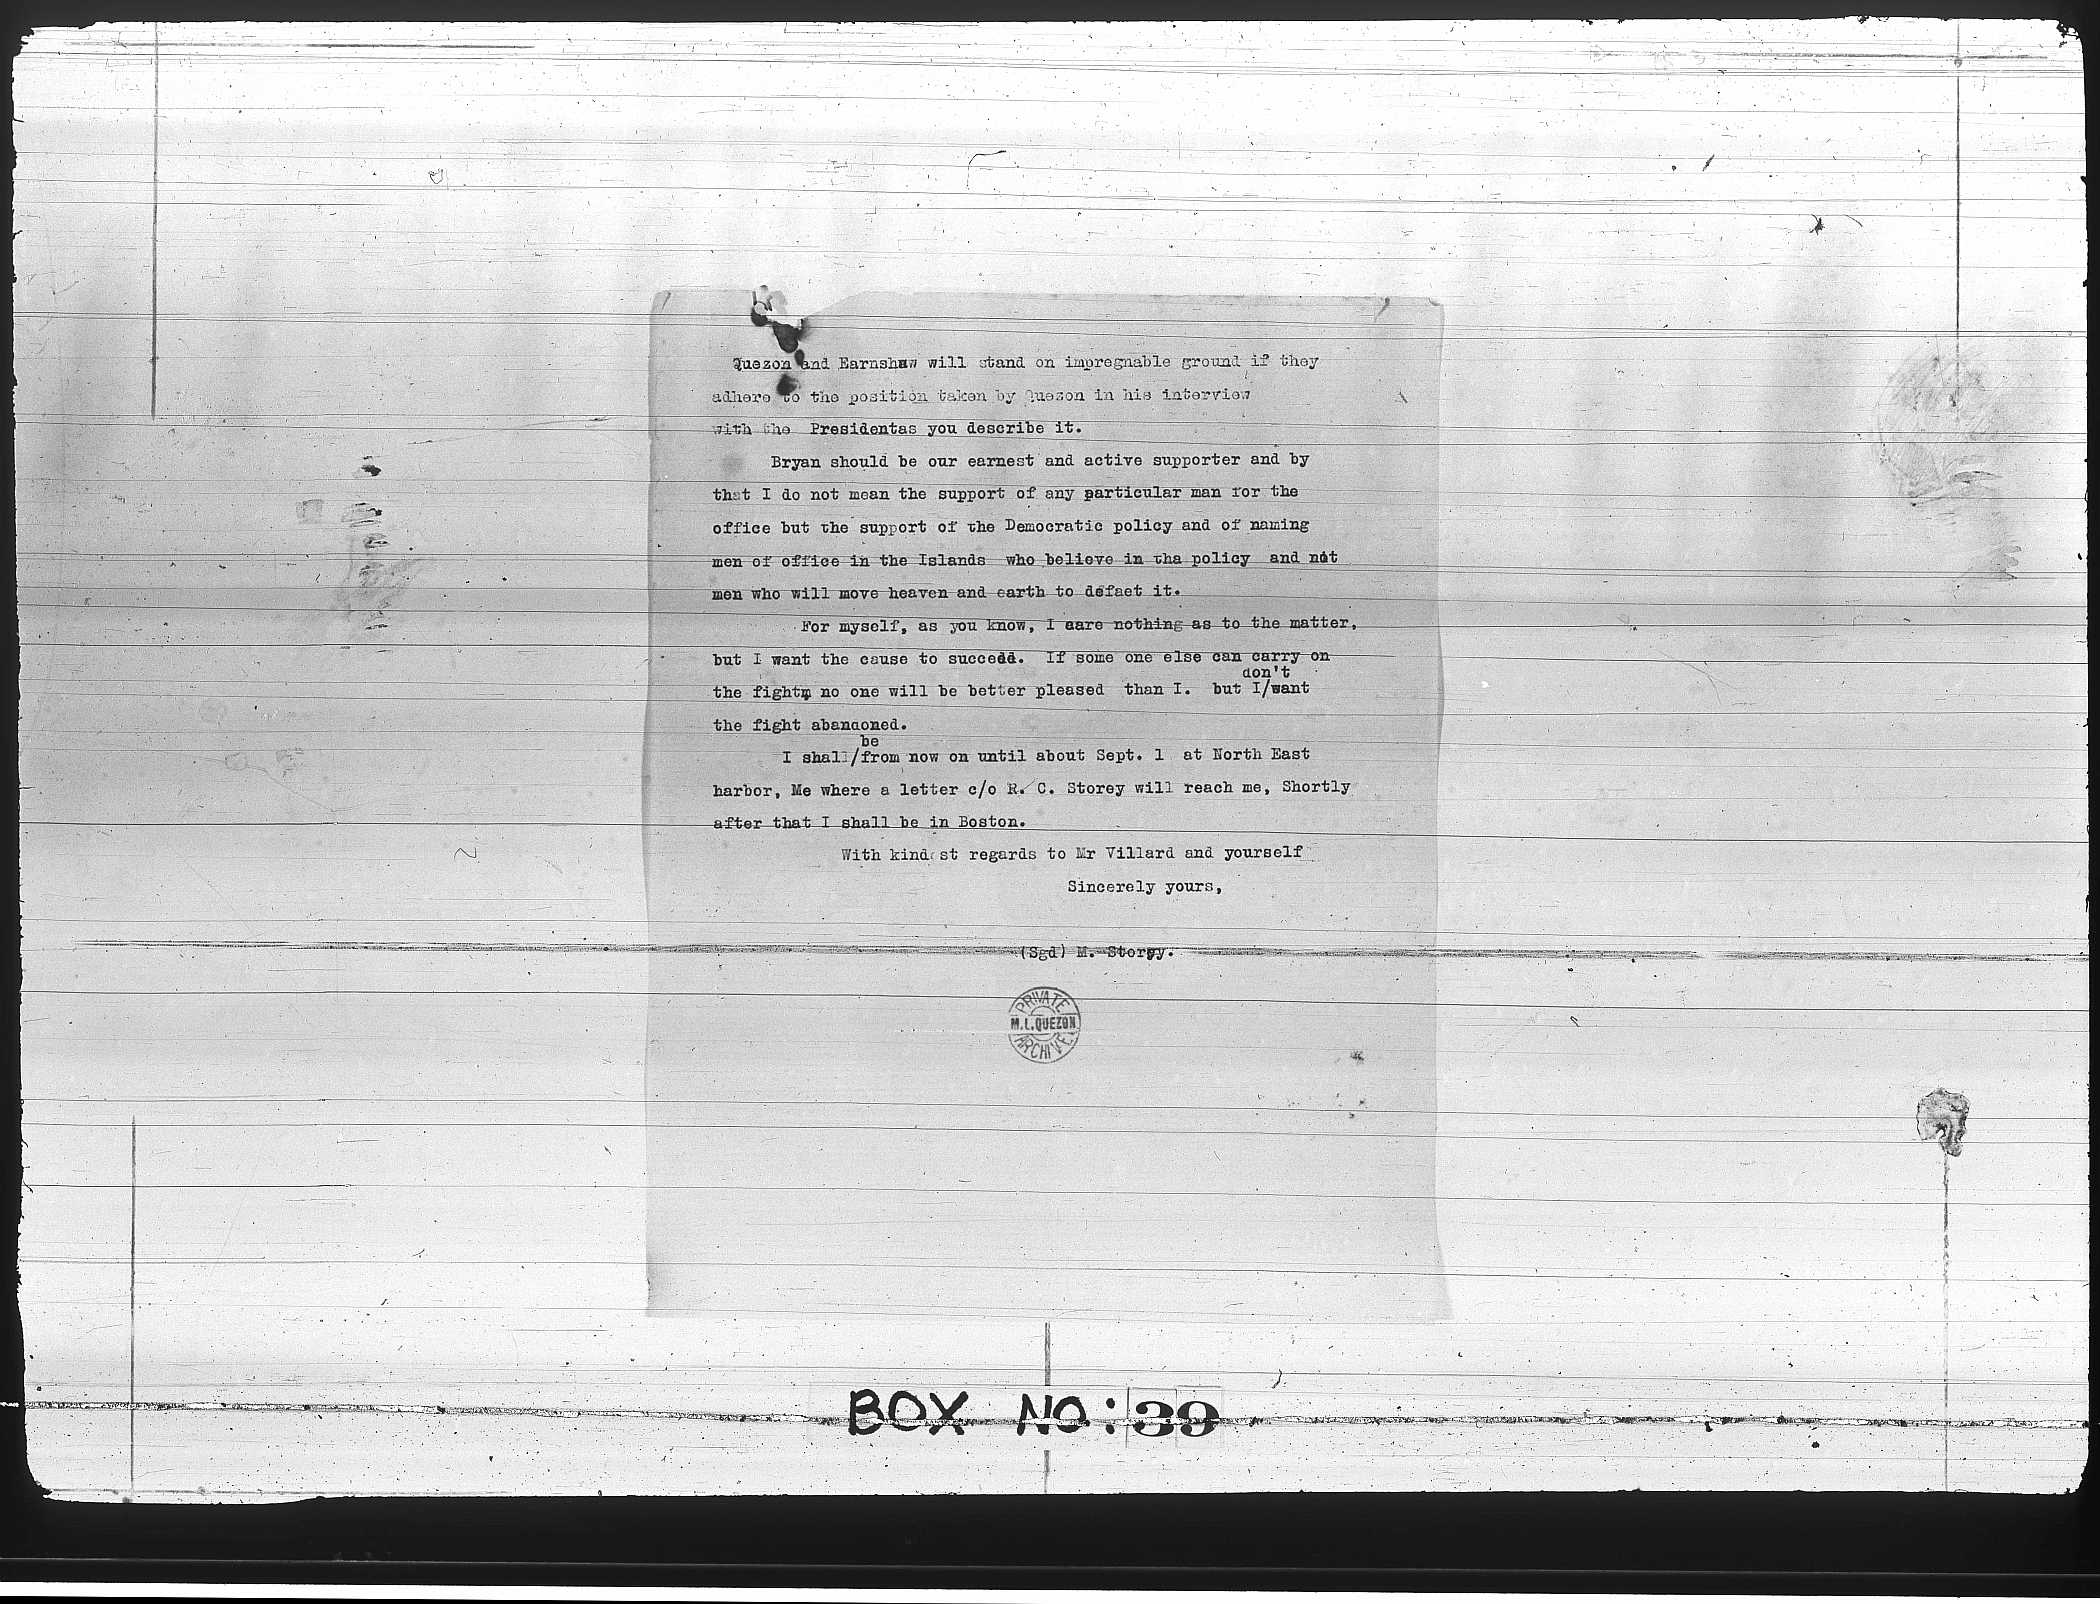 Quezon and Earnshaw will stand on impregnable ground if they
adhere to the position taken by Quezon in his interview
with the Presidentas you describe it.
Bryan should be our earnest and active supporter and by
that I do not mean the support of any particular man for the
office but the support of the Democratic policy and of naming
men of office in the Islands who believe in tha policy and not
men who will move heaven and earth to defaet it.
For myself, as you know, I care nothing as to the matter,
but I want the cause to succeed. If some one else can carry on
don't
the fight, no one will be better pleased than I. but I/want
the fight abandoned.
be
I shall/from now on until about Sept. 1 at North East
harbor, Me where a letter c/o R. C. Storey will reach me, Shortly
after that I shall be in Boston.
With kindest regards to Mr Villard and yourself
Sincerely yours,
(Sgd) M. Storey.
PRIVATE
M.L.QUEZON
ARCHIVE
BOX NO: 39